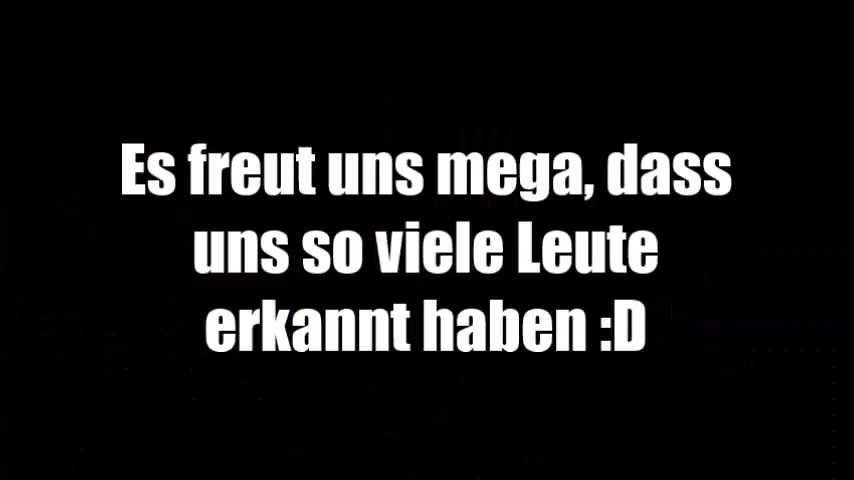 Es freut uns mega, dass
uns so viele Leute
erkannt haben :D